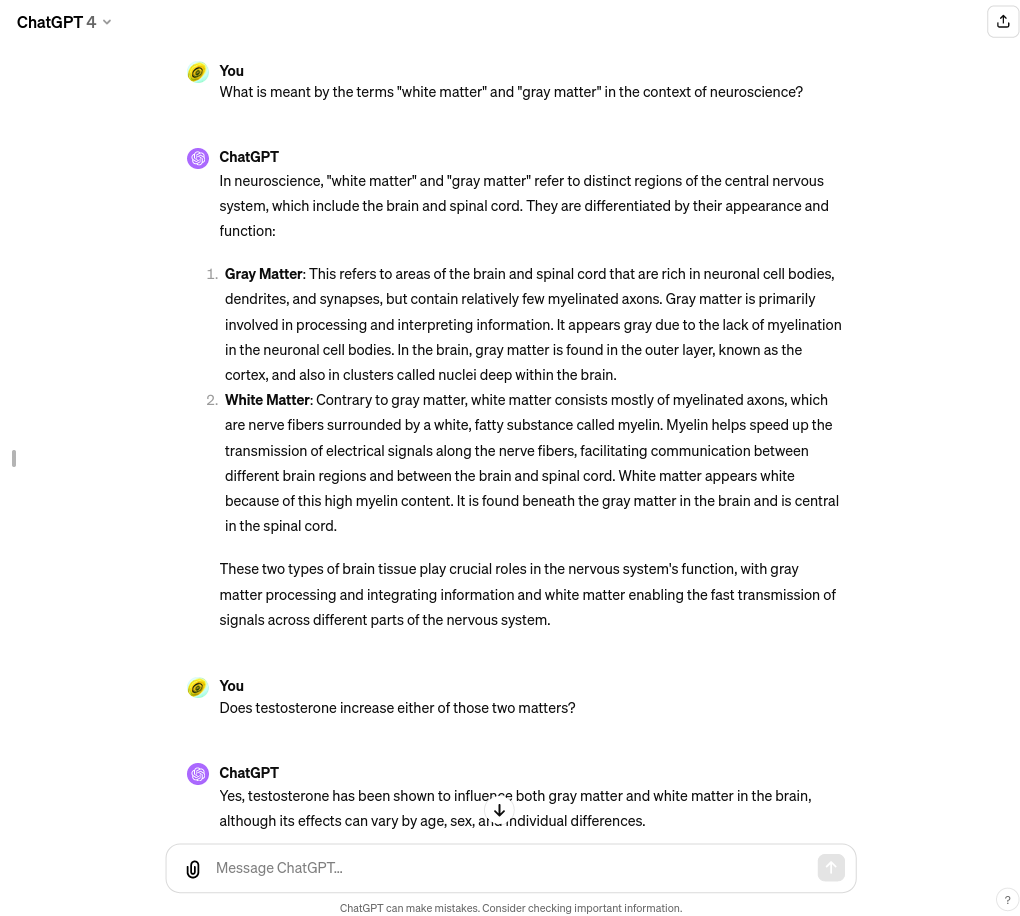 ChatGPT 4
You
What is meant by the terms "white matter" and "gray matter" in the context of neuroscience?
ChatGPT
In neuroscience, "white matter" and "gray matter" refer to distinct regions of the central nervous
system, which include the brain and spinal cord. They are differentiated by their appearance and
function:
1. Gray Matter: This refers to areas of the brain and spinal cord that are rich in neuronal cell bodies,
dendrites, and synapses, but contain relatively few myelinated axons. Gray matter is primarily
involved in processing and interpreting information. It appears gray due to the lack of myelination
in the neuronal cell bodies. In the brain, gray matter is found in the outer layer, known as the
cortex, and also in clusters called nuclei deep within the brain.
2. White Matter: Contrary to gray matter, white matter consists mostly of myelinated axons, which
are nerve fibers surrounded by a white, fatty substance called myelin. Myelin helps speed up the
transmission of electrical signals along the nerve fibers, facilitating communication between
different brain regions and between the brain and spinal cord. White matter appears white
because of this high myelin content. It is found beneath the gray matter in the brain and is central
in the spinal cord.
These two types of brain tissue play crucial roles in the nervous system's function, with gray
matter processing and integrating information and white matter enabling the fast transmission of
signals across different parts of the nervous system.
You
Does testosterone increase either of those two matters?
ChatGPT
Yes, testosterone has been shown to influence both gray matter and white matter in the brain,
although its effects can vary by age, sex, and individual differences.
Message ChatGPT...
ChatGPT can make mistakes. Consider checking important information.
?